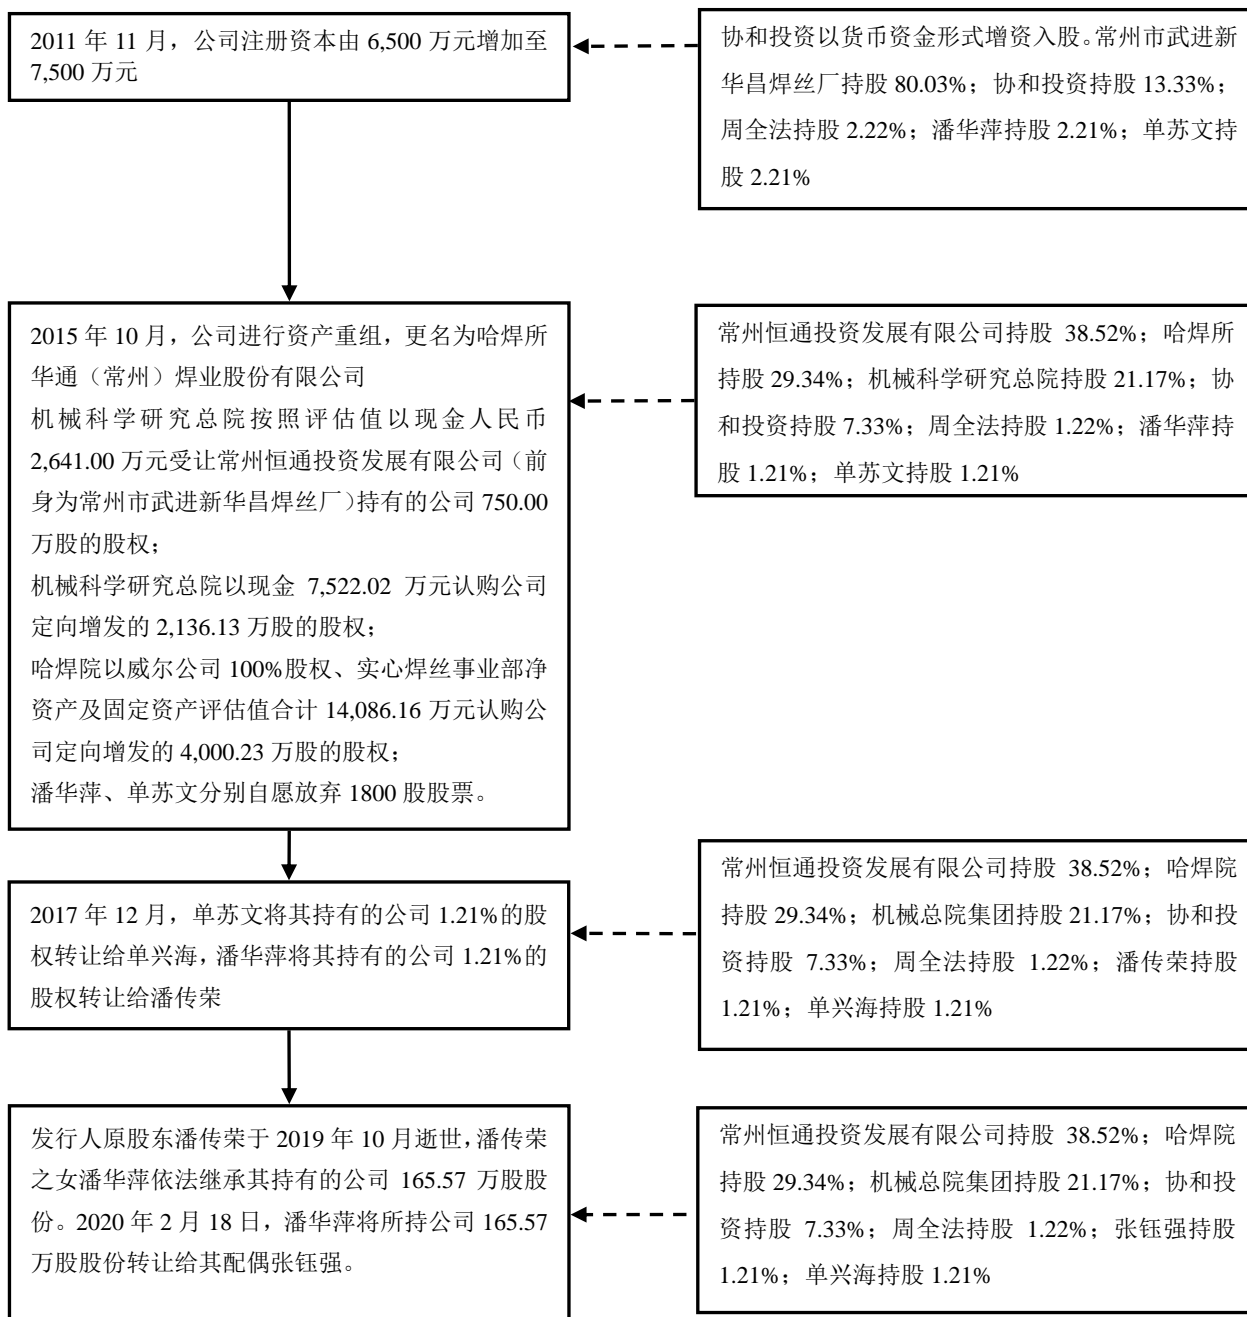 2011 年 11 月，公司注册资本由 6,500 万元增加至
7,500 万元
协和投资以货币资金形式增资入股。常州市武进新
华昌焊丝厂持股 80.03%；协和投资持股 13.33%；
周全法持股 2.22%；潘华萍持股 2.21%；单苏文持
股 2.21%
2015 年 10 月，公司进行资产重组，更名为哈焊所
华通（常州）焊业股份有限公司
机械科学研究总院按照评估值以现金人民币
2,641.00 万元受让常州恒通投资发展有限公司（前
身为常州市武进新华昌焊丝厂）持有的公司 750.00
万股的股权；
机械科学研究总院以现金 7,522.02 万元认购公司
定向增发的 2,136.13 万股的股权；
哈焊院以威尔公司 100%股权、实心焊丝事业部净
资产及固定资产评估值合计 14,086.16 万元认购公
司定向增发的 4,000.23 万股的股权；
潘华萍、单苏文分别自愿放弃 1800 股股票。
常州恒通投资发展有限公司持股 38.52%；哈焊所
持股 29.34%；机械科学研究总院持股 21.17%；协
和投资持股 7.33%；周全法持股 1.22%；潘华萍持
股 1.21%；单苏文持股 1.21%
2017 年 12 月，单苏文将其持有的公司 1.21%的股
权转让给单兴海，潘华萍将其持有的公司 1.21%的
股权转让给潘传荣
常州恒通投资发展有限公司持股 38.52%；哈焊院
持股 29.34%；机械总院集团持股 21.17%；协和投
资持股 7.33%；周全法持股 1.22%；潘传荣持股
1.21%；单兴海持股 1.21%
发行人原股东潘传荣于 2019 年 10 月逝世，潘传荣
之女潘华萍依法继承其持有的公司 165.57 万股股
份。2020 年 2 月 18 日，潘华萍将所持公司 165.57
万股股份转让给其配偶张钰强。
常州恒通投资发展有限公司持股 38.52%；哈焊院
持股 29.34%；机械总院集团持股 21.17%；协和投
资持股 7.33%；周全法持股 1.22%；张钰强持股
1.21%；单兴海持股 1.21%